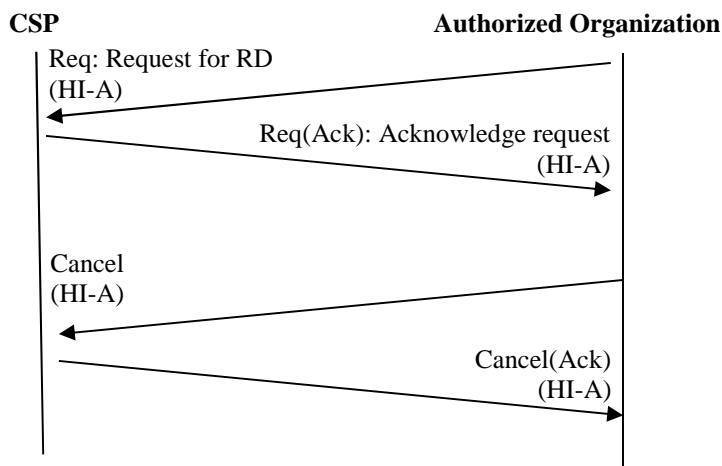 CSP
Authorized Organization
Req: Request for RD
(HI-A)
Req(Ack): Acknowledge request
(HI-A)
Cancel
(HI-A)
Cancel(Ack)
(HI-A)